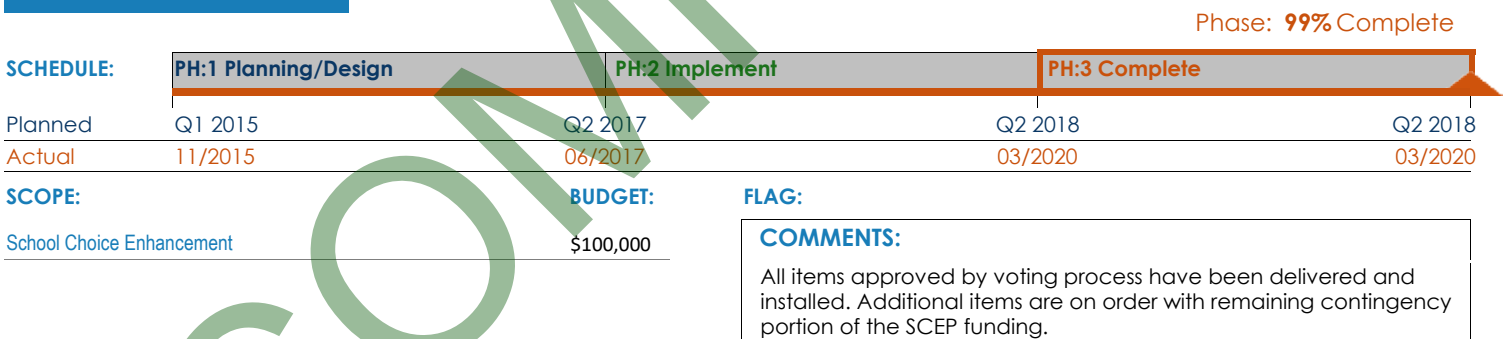 Phase: 99% Complete
SCHEDULE: PH:1 Planning/Design PH:2 Implement PH:3 Complete
Planned Q1 2015 Q2 2017 Q2 2018 Q2 2018
Actual 11/2015 06/2017 03/2020 03/2020
SCOPE: BUDGET: FLAG:
School Choice Enhancement $100,000
COMMENTS:
All items approved by voting process have been delivered and
installed. Additional items are on order with remaining contingency
portion of the SCEP funding.